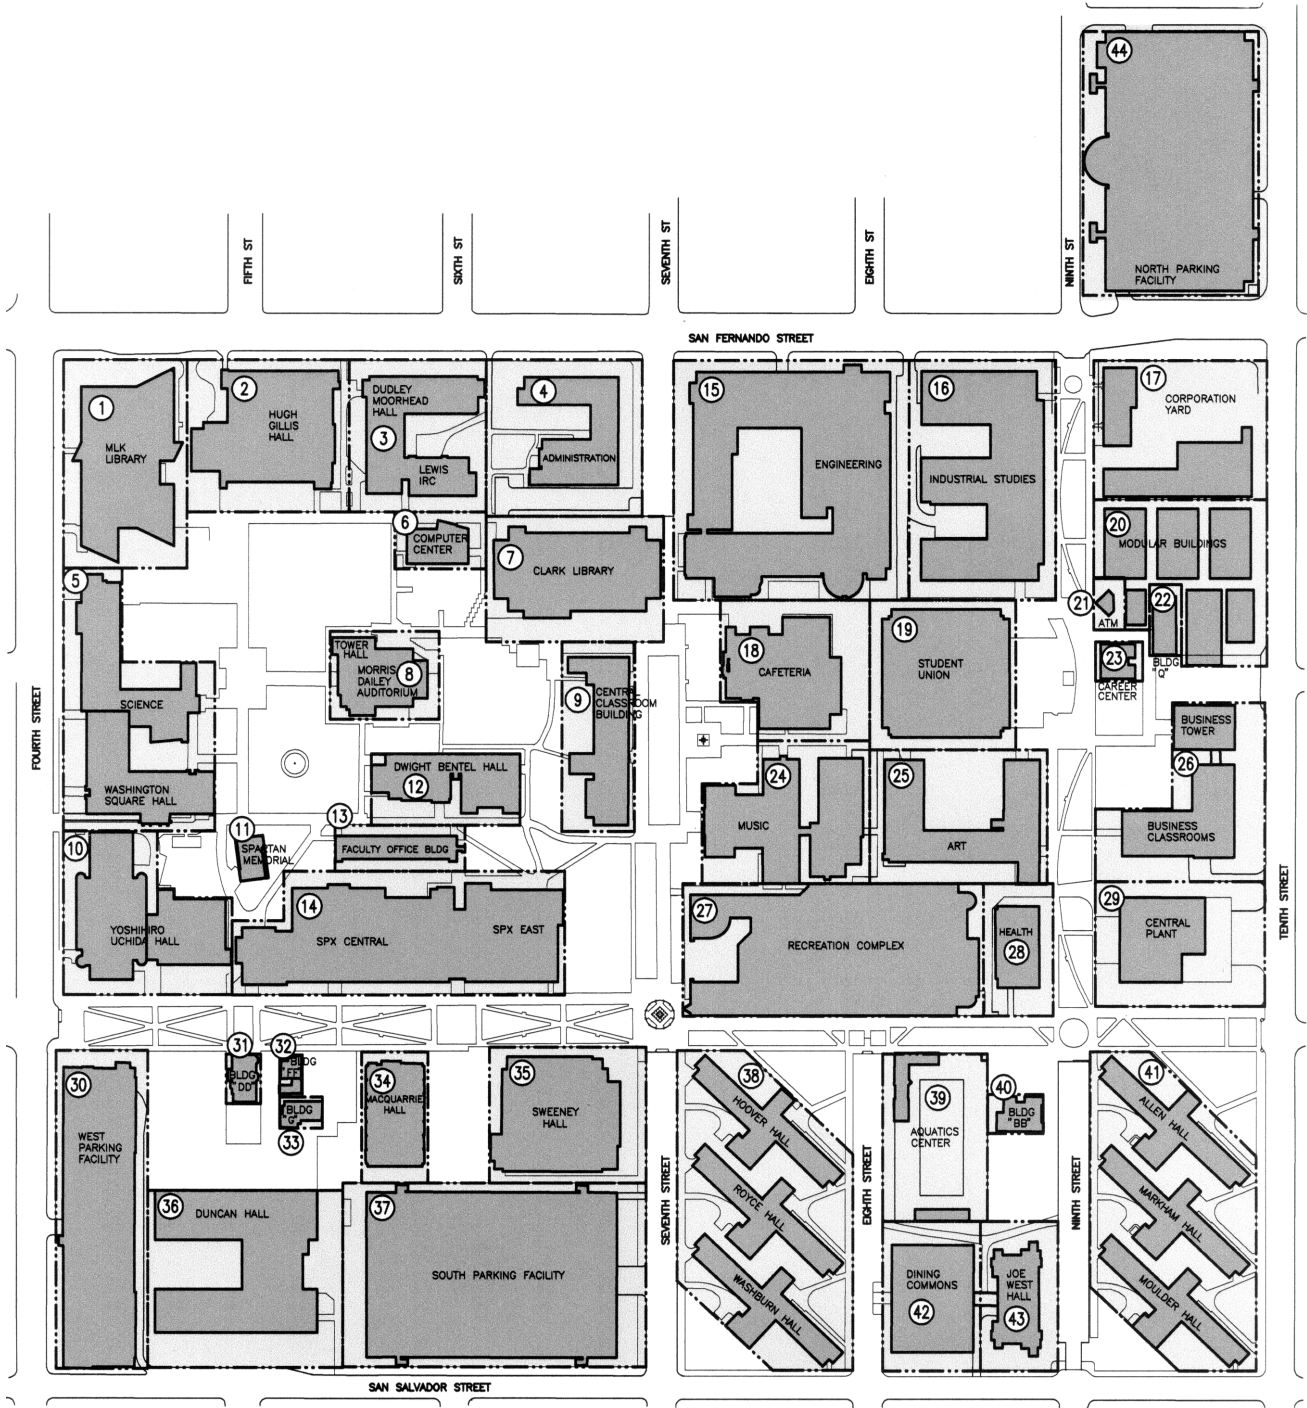 44
NORTH PARKING
FACILITY
FIFTH ST
SIXTH ST
SEVENTH ST
EIGHTH ST
NINTH ST
SAN FERNANDO STREET
1
MLK
LIBRARY
2
HUGH
GILLIS
HALL
DUDLEY
MOORHEAD
HALL
3
LEWIS
IRC
4
ADMINISTRATION
15
ENGINEERING
16
INDUSTRIAL STUDIES
17
CORPORATION
YARD
6
COMPUTER
CENTER
7
CLARK LIBRARY
20
MODULAR BUILDINGS
5
SCIENCE
WASHINGTON
SQUARE HALL
TOWER
HALL
MORRIS
DAILEY
AUDITORIUM
8
9
CENTRAL
CLASSROOM
BUILDING
18
CAFETERIA
19
STUDENT
UNION
21
ATM
22
BLDG
"Q"
23
CAREER
CENTER
FOURTH STREET
DWIGHT BENTEL HALL
12
24
MUSIC
25
ART
BUSINESS
TOWER
26
BUSINESS
CLASSROOMS
10
YOSHIHIRO
UCHIDA HALL
11
SPARTAN
MEMORIAL
13
FACULTY OFFICE BLDG
14
SPX CENTRAL
SPX EAST
27
RECREATION COMPLEX
HEALTH
28
29
CENTRAL
PLANT
TENTH STREET
30
WEST
PARKING
FACILITY
31
BLDG
"DD"
32
BLDG
"FF"
BLDG
"G"
33
34
MACQUARRIE
HALL
35
SWEENEY
HALL
36
DUNCAN HALL
37
SOUTH PARKING FACILITY
SEVENTH STREET
38
HOOVER HALL
ROYCE HALL
WASHBURN HALL
EIGHTH STREET
39
AQUATICS
CENTER
40
BLDG
"BB"
DINING
COMMONS
42
JOE
WEST
HALL
43
NINTH STREET
41
ALLEN HALL
MARKHAM HALL
MOULDER HALL
SAN SALVADOR STREET